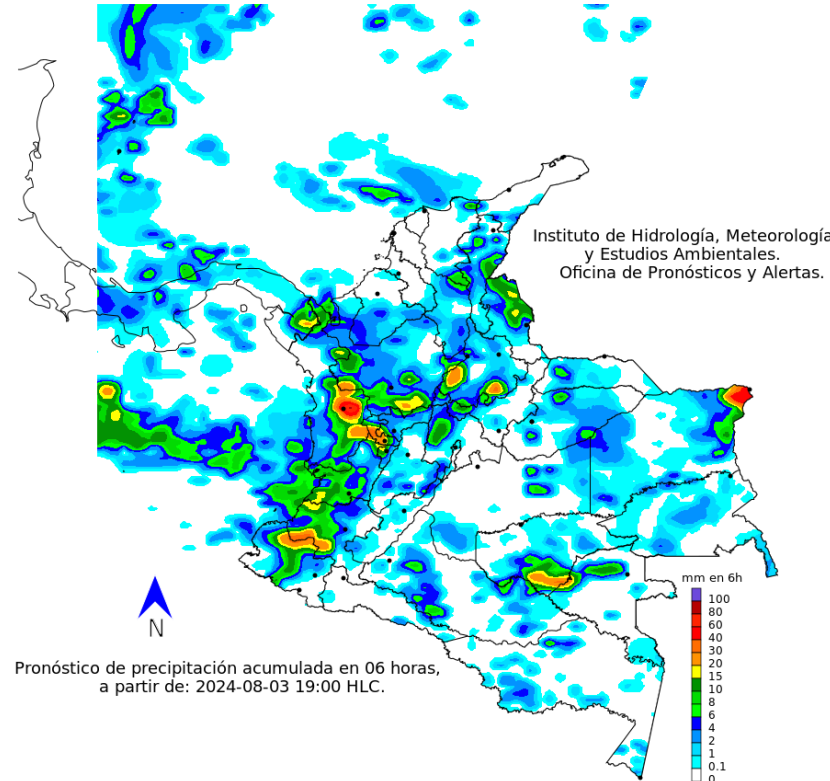 Instituto de Hidrología, Meteorología
y Estudios Ambientales.
Oficina de Pronósticos y Alertas.
mm en 6h
100
80
60
40
30
20
15
10
8
6
4
2
1
0.1
0
N
Pronóstico de precipitación acumulada en 06 horas,
a partir de: 2024-08-03 19:00 HLC.